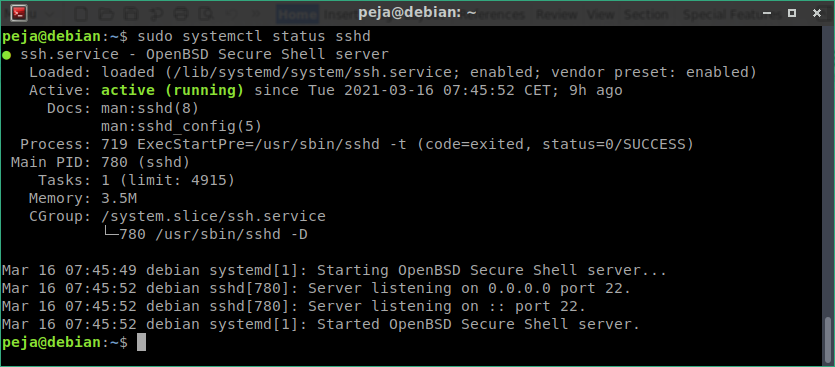 Home Inser References Review View Section Special Features
peja@debian: ~
peja@debian:~$ sudo systemctl status sshd
● ssh.service - OpenBSD Secure Shell server
   Loaded: loaded (/lib/systemd/system/ssh.service; enabled; vendor preset: enabled)
   Active: active (running) since Tue 2021-03-16 07:45:52 CET; 9h ago
     Docs: man:sshd(8)
           man:sshd_config(5)
  Process: 719 ExecStartPre=/usr/sbin/sshd -t (code=exited, status=0/SUCCESS)
 Main PID: 780 (sshd)
    Tasks: 1 (limit: 4915)
   Memory: 3.5M
   CGroup: /system.slice/ssh.service
           └─780 /usr/sbin/sshd -D

Mar 16 07:45:49 debian systemd[1]: Starting OpenBSD Secure Shell server...
Mar 16 07:45:52 debian sshd[780]: Server listening on 0.0.0.0 port 22.
Mar 16 07:45:52 debian sshd[780]: Server listening on :: port 22.
Mar 16 07:45:52 debian systemd[1]: Started OpenBSD Secure Shell server.
peja@debian:~$